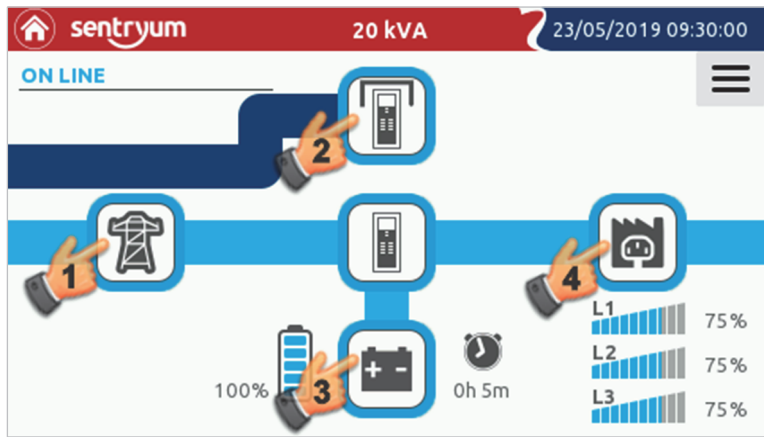 sentryum
20 kVA
23/05/2019 09:30:00
ON LINE
2
1
4
L1
75%
L2
75%
100%
3
+ -
0h 5m
L3
75%